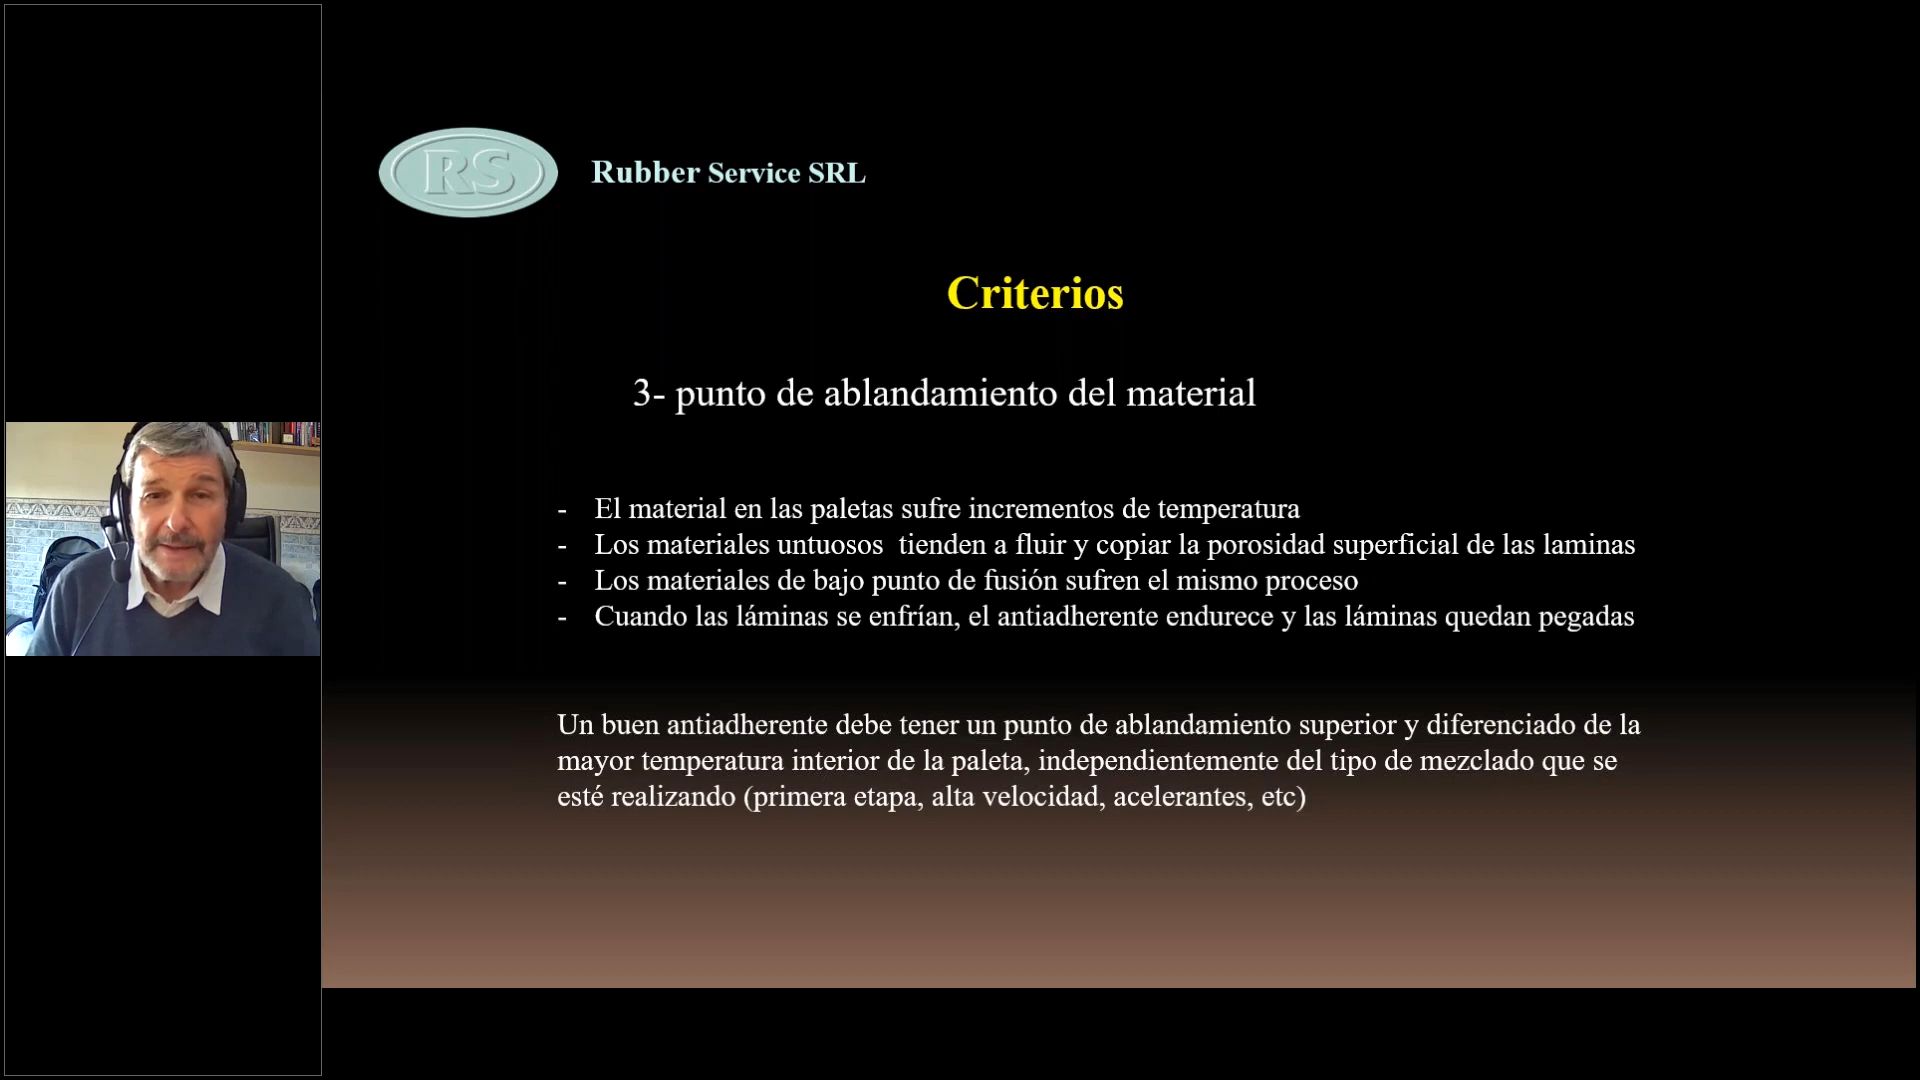 RS
Rubber Service SRL
Criterios
3- punto de ablandamiento del material
- El material en las paletas sufre incrementos de temperatura
- Los materiales untuosos  tienden a fluir y copiar la porosidad superficial de las laminas
- Los materiales de bajo punto de fusión sufren el mismo proceso
- Cuando las láminas se enfrían, el antiadherente endurece y las láminas quedan pegadas
Un buen antiadherente debe tener un punto de ablandamiento superior y diferenciado de la
mayor temperatura interior de la paleta, independientemente del tipo de mezclado que se
esté realizando (primera etapa, alta velocidad, acelerantes, etc)